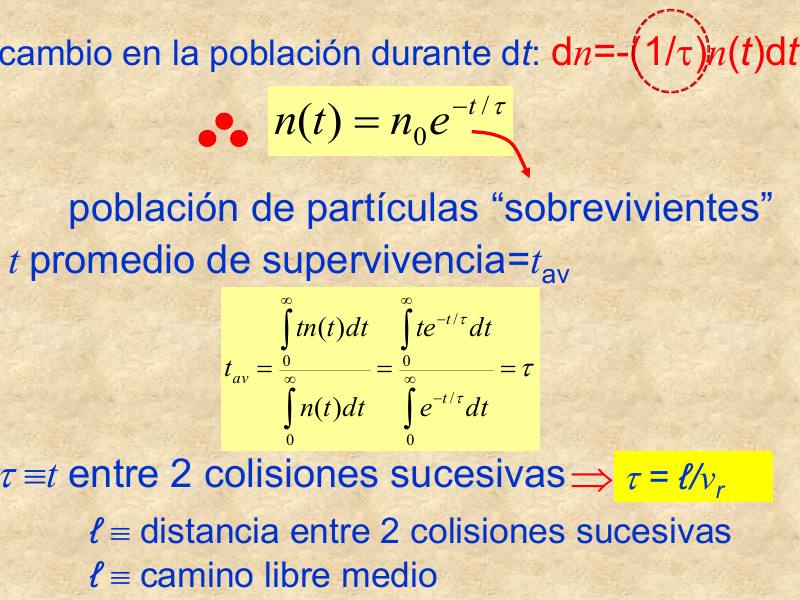 cambio en la población durante dt: dn=-(1/τ)n(t)dt
n(t) = n₀e^(−t/τ)
población de partículas “sobrevivientes”
t promedio de supervivencia=t_av
t_av = ∫₀^∞ tn(t)dt / ∫₀^∞ n(t)dt = ∫₀^∞ te^(−t/τ) dt / ∫₀^∞ e^(−t/τ) dt = τ
τ ≡t entre 2 colisiones sucesivas ⇒ τ = ℓ/v_r
ℓ ≡ distancia entre 2 colisiones sucesivas
ℓ ≡ camino libre medio